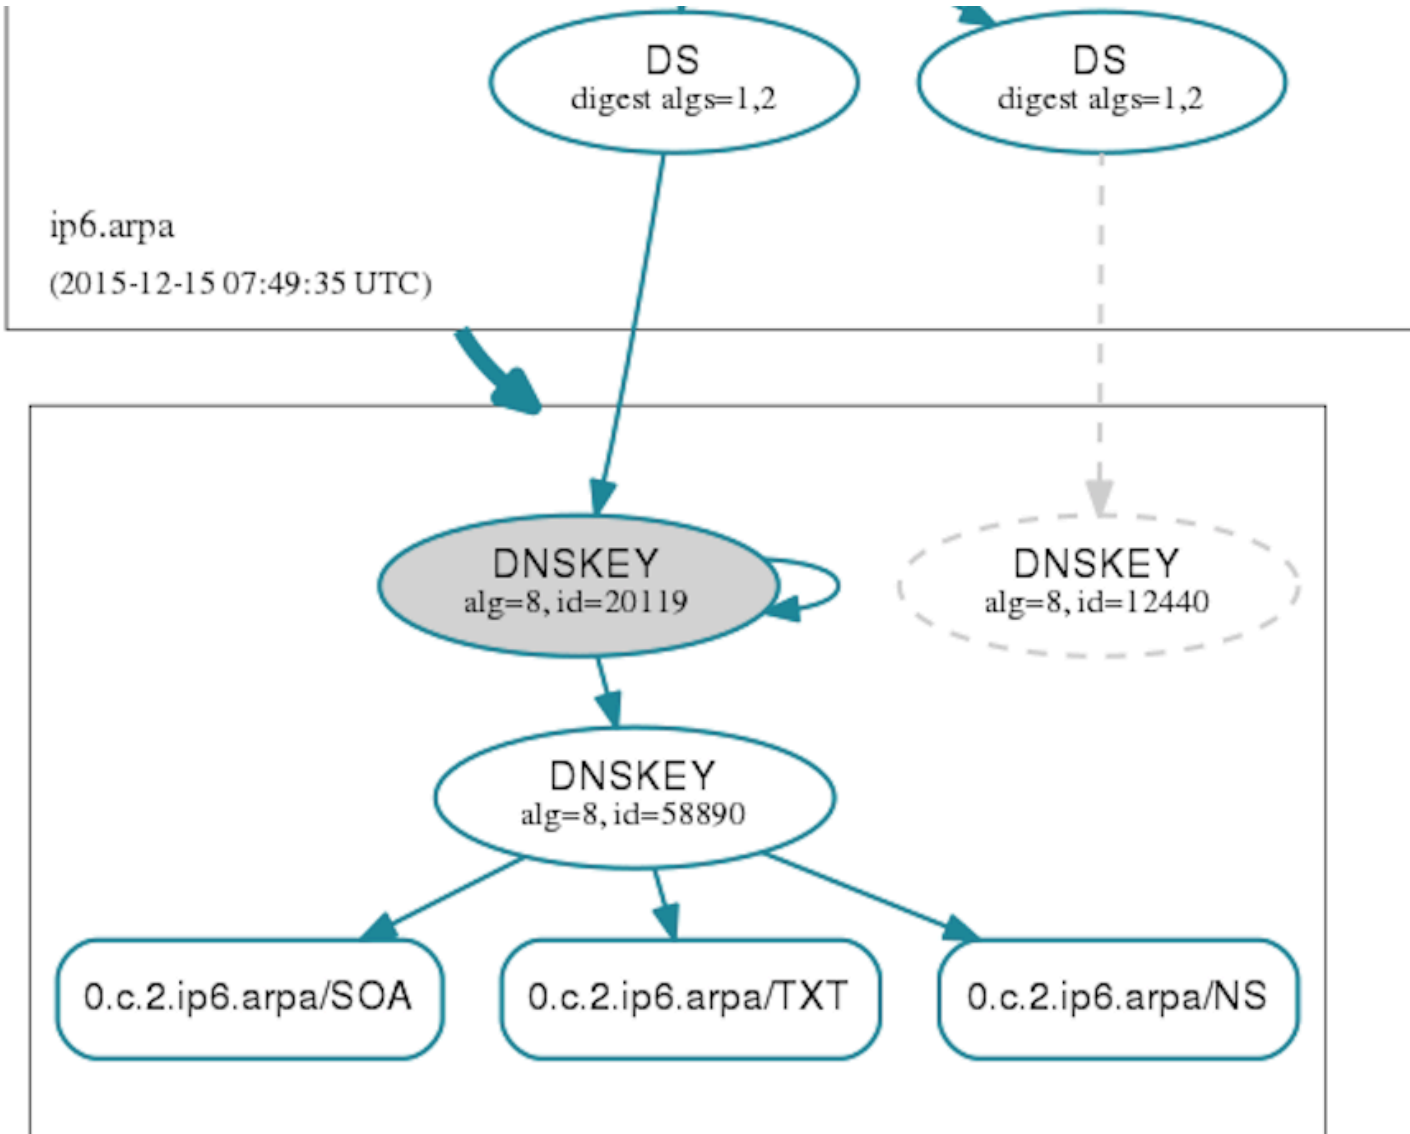 DS
digest algs=1,2
DS
digest algs=1,2
ip6.arpa
(2015-12-15 07:49:35 UTC)
DNSKEY
alg=8, id=20119
DNSKEY
alg=8, id=12440
DNSKEY
alg=8, id=58890
0.c.2.ip6.arpa/SOA
0.c.2.ip6.arpa/TXT
0.c.2.ip6.arpa/NS